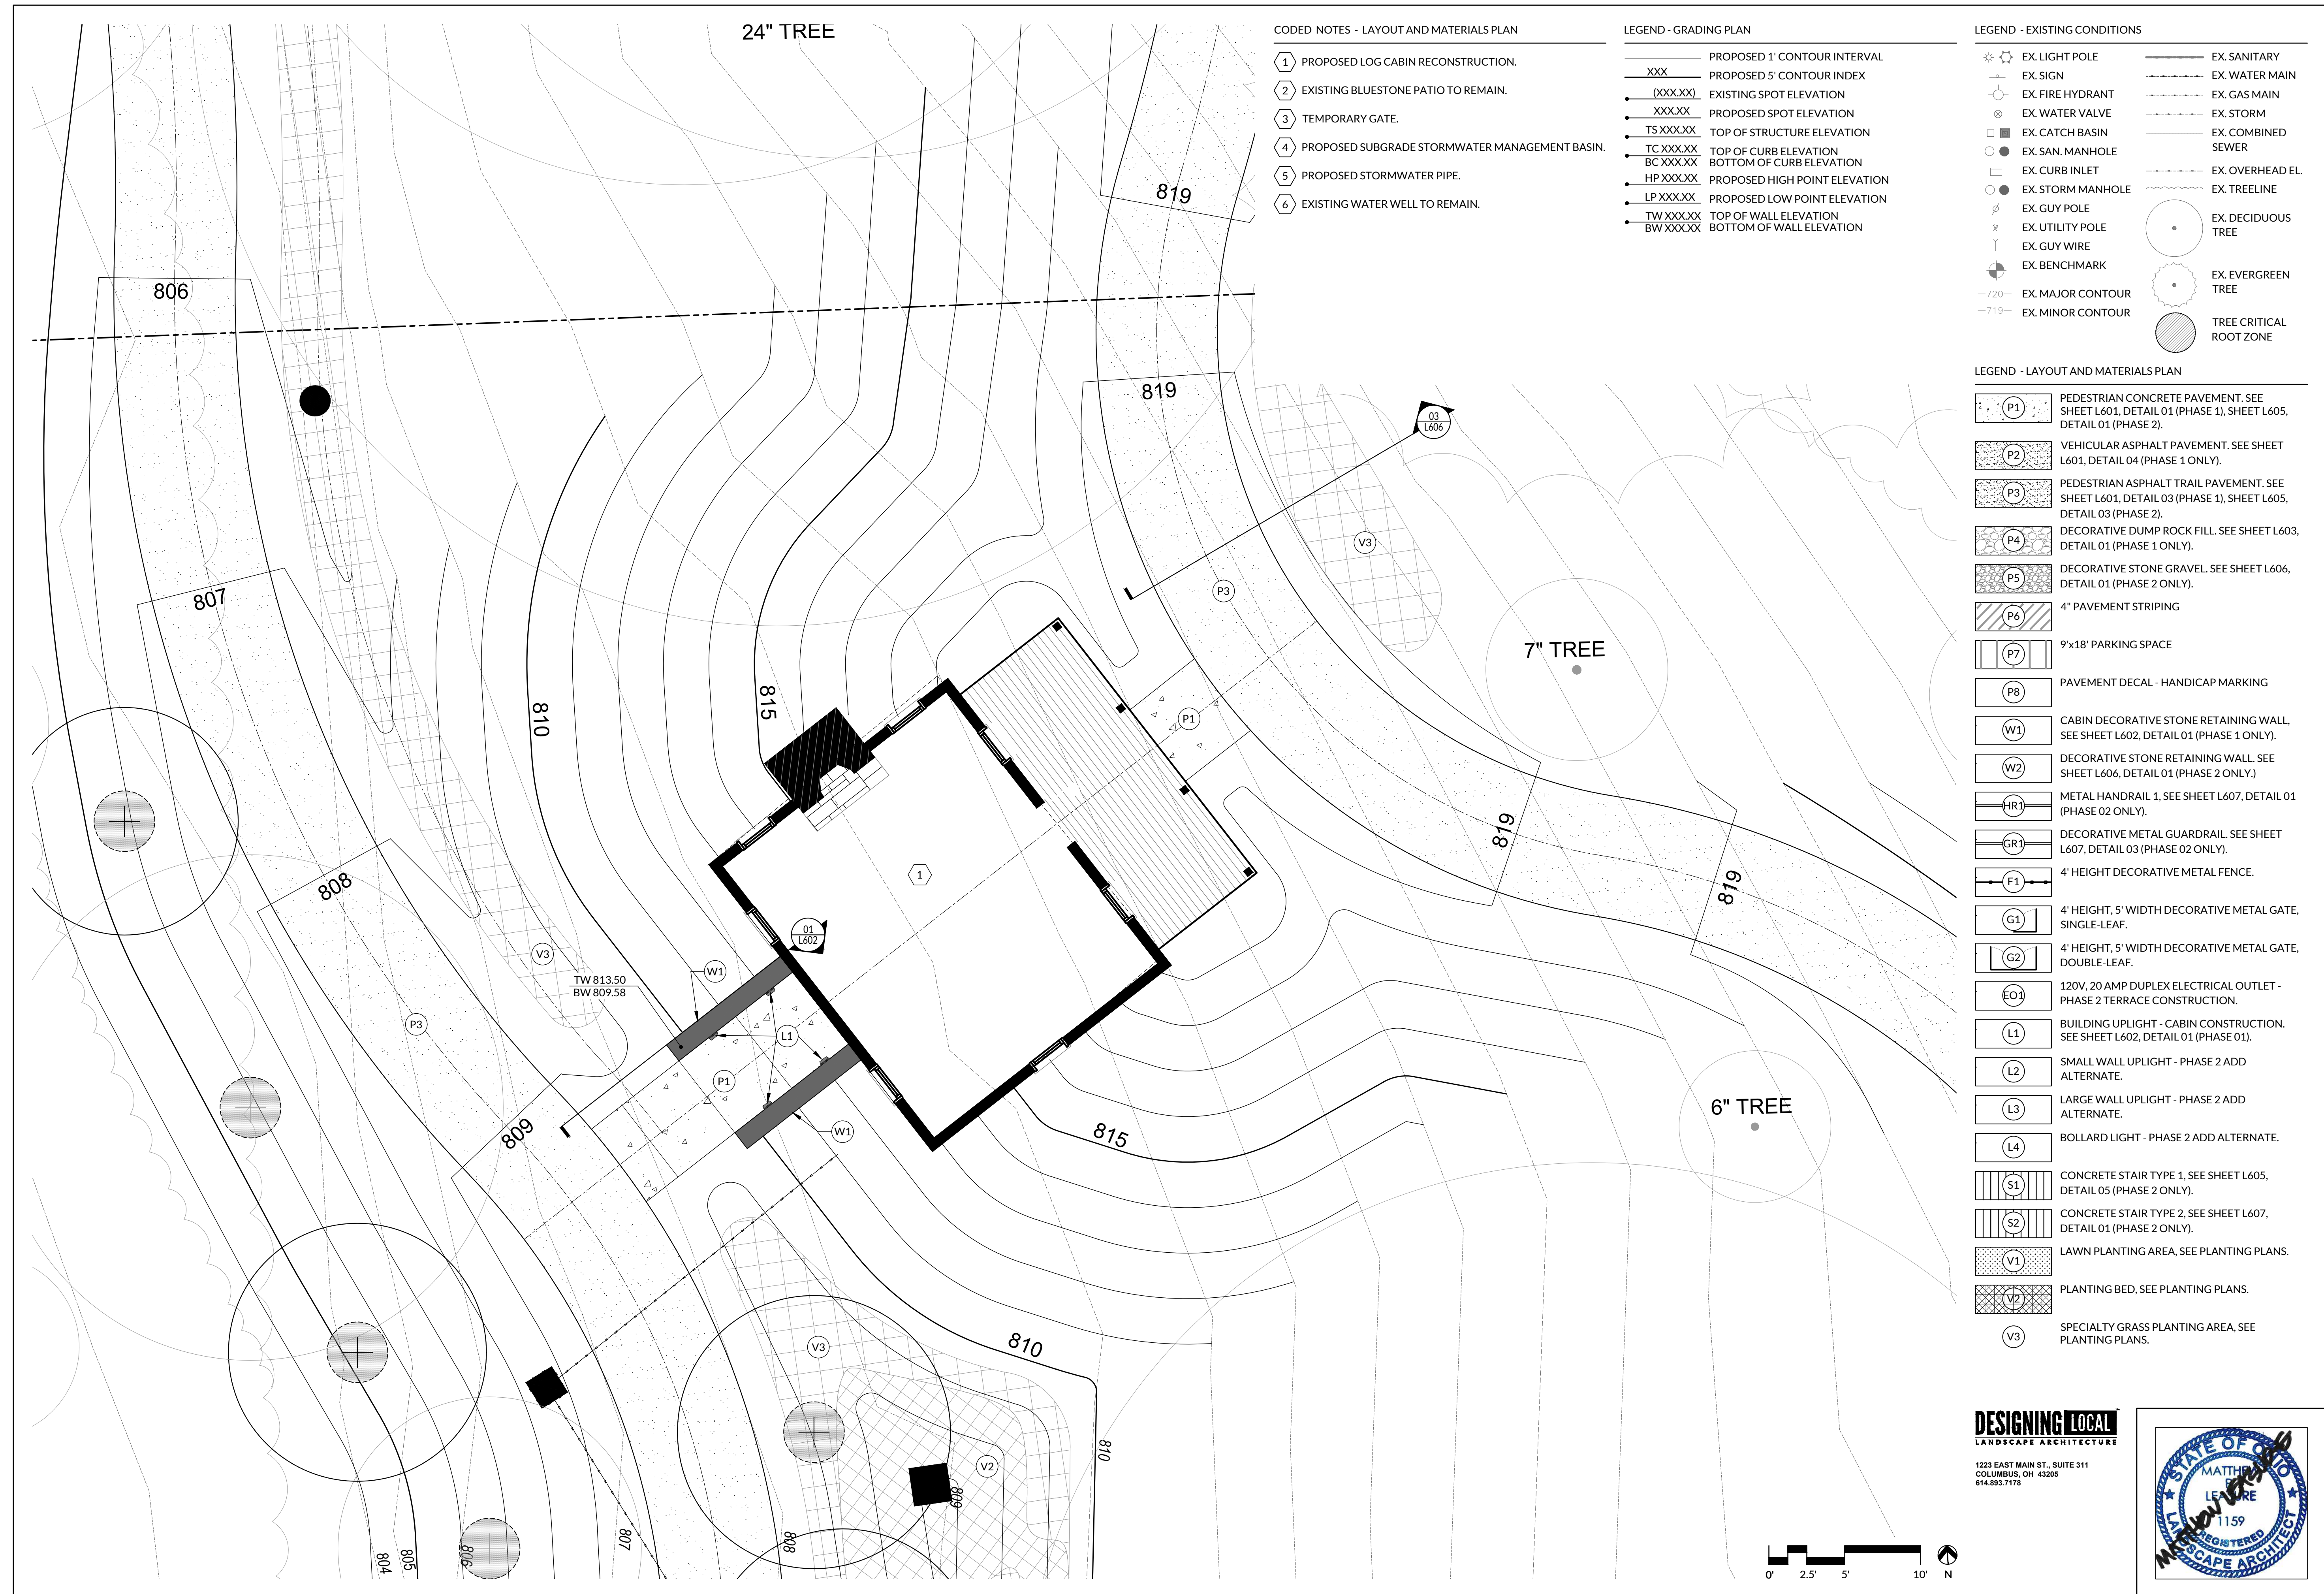 24" TREE
806
807
808
809
810
815
819
819
819
819
815
810
810
809
808
807
806
805
804
7" TREE
6" TREE
03
L606
01
L602
TW 813.50
BW 809.58
V3
P3
P1
1
V3
W1
L1
P1
W1
P3
V3
V2
CODED NOTES - LAYOUT AND MATERIALS PLAN
1 PROPOSED LOG CABIN RECONSTRUCTION.
2 EXISTING BLUESTONE PATIO TO REMAIN.
3 TEMPORARY GATE.
4 PROPOSED SUBGRADE STORMWATER MANAGEMENT BASIN.
5 PROPOSED STORMWATER PIPE.
6 EXISTING WATER WELL TO REMAIN.
LEGEND - GRADING PLAN
PROPOSED 1' CONTOUR INTERVAL
XXX PROPOSED 5' CONTOUR INDEX
(XXX.XX) EXISTING SPOT ELEVATION
XXX.XX PROPOSED SPOT ELEVATION
TS XXX.XX TOP OF STRUCTURE ELEVATION
TC XXX.XX TOP OF CURB ELEVATION
BC XXX.XX BOTTOM OF CURB ELEVATION
HP XXX.XX PROPOSED HIGH POINT ELEVATION
LP XXX.XX PROPOSED LOW POINT ELEVATION
TW XXX.XX TOP OF WALL ELEVATION
BW XXX.XX BOTTOM OF WALL ELEVATION
LEGEND - EXISTING CONDITIONS
EX. LIGHT POLE
EX. SIGN
EX. FIRE HYDRANT
EX. WATER VALVE
EX. CATCH BASIN
EX. SAN. MANHOLE
EX. CURB INLET
EX. STORM MANHOLE
EX. GUY POLE
EX. UTILITY POLE
EX. GUY WIRE
EX. BENCHMARK
720 EX. MAJOR CONTOUR
719 EX. MINOR CONTOUR
EX. SANITARY
EX. WATER MAIN
EX. GAS MAIN
EX. STORM
EX. COMBINED
SEWER
EX. OVERHEAD EL.
EX. TREELINE
EX. DECIDUOUS
TREE
EX. EVERGREEN
TREE
TREE CRITICAL
ROOT ZONE
LEGEND - LAYOUT AND MATERIALS PLAN
P1 PEDESTRIAN CONCRETE PAVEMENT. SEE
SHEET L601, DETAIL 01 (PHASE 1), SHEET L605,
DETAIL 01 (PHASE 2).
P2 VEHICULAR ASPHALT PAVEMENT. SEE SHEET
L601, DETAIL 04 (PHASE 1 ONLY).
P3 PEDESTRIAN ASPHALT TRAIL PAVEMENT. SEE
SHEET L601, DETAIL 03 (PHASE 1), SHEET L605,
DETAIL 03 (PHASE 2).
P4 DECORATIVE DUMP ROCK FILL. SEE SHEET L603,
DETAIL 01 (PHASE 1 ONLY).
P5 DECORATIVE STONE GRAVEL. SEE SHEET L606,
DETAIL 01 (PHASE 2 ONLY).
P6 4" PAVEMENT STRIPING
P7 9'x18' PARKING SPACE
P8 PAVEMENT DECAL - HANDICAP MARKING
W1 CABIN DECORATIVE STONE RETAINING WALL,
SEE SHEET L602, DETAIL 01 (PHASE 1 ONLY).
W2 DECORATIVE STONE RETAINING WALL. SEE
SHEET L606, DETAIL 01 (PHASE 2 ONLY.)
HR1 METAL HANDRAIL 1, SEE SHEET L607, DETAIL 01
(PHASE 02 ONLY).
GR1 DECORATIVE METAL GUARDRAIL. SEE SHEET
L607, DETAIL 03 (PHASE 02 ONLY).
F1 4' HEIGHT DECORATIVE METAL FENCE.
G1 4' HEIGHT, 5' WIDTH DECORATIVE METAL GATE,
SINGLE-LEAF.
G2 4' HEIGHT, 5' WIDTH DECORATIVE METAL GATE,
DOUBLE-LEAF.
EO1 120V, 20 AMP DUPLEX ELECTRICAL OUTLET -
PHASE 2 TERRACE CONSTRUCTION.
L1 BUILDING UPLIGHT - CABIN CONSTRUCTION.
SEE SHEET L602, DETAIL 01 (PHASE 01).
L2 SMALL WALL UPLIGHT - PHASE 2 ADD
ALTERNATE.
L3 LARGE WALL UPLIGHT - PHASE 2 ADD
ALTERNATE.
L4 BOLLARD LIGHT - PHASE 2 ADD ALTERNATE.
S1 CONCRETE STAIR TYPE 1, SEE SHEET L605,
DETAIL 05 (PHASE 2 ONLY).
S2 CONCRETE STAIR TYPE 2, SEE SHEET L607,
DETAIL 01 (PHASE 2 ONLY).
V1 LAWN PLANTING AREA, SEE PLANTING PLANS.
V2 PLANTING BED, SEE PLANTING PLANS.
V3 SPECIALTY GRASS PLANTING AREA, SEE
PLANTING PLANS.
DESIGNING LOCAL
LANDSCAPE ARCHITECTURE
1223 EAST MAIN ST., SUITE 311
COLUMBUS, OH 43205
614.893.7178
STATE OF OHIO
1159
REGISTERED
LANDSCAPE ARCHITECT
0' 2.5' 5' 10' N